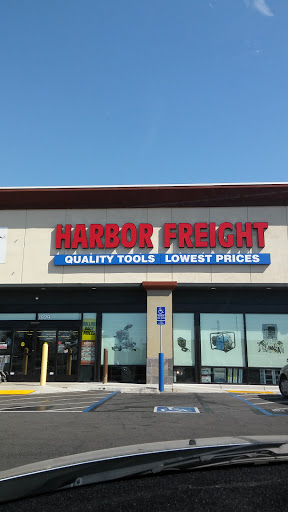 HARBOR FREIGHT
QUALITY TOOLS LOWEST PRICES